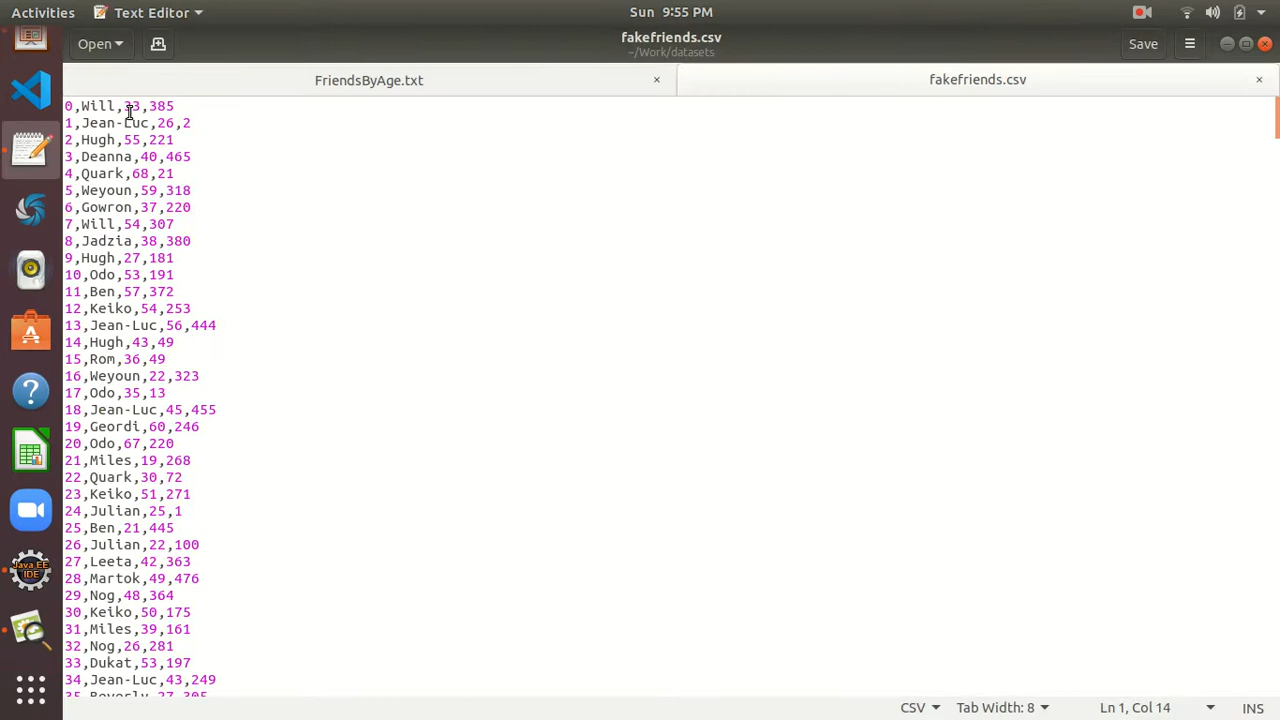 Activities Text Editor Sun 9:55 PM
Open fakefriends.csv Save
~/Work/datasets
FriendsByAge.txt × fakefriends.csv ×
0,Will,33,385
1,Jean-Luc,26,2
2,Hugh,55,221
3,Deanna,40,465
4,Quark,68,21
5,Weyoun,59,318
6,Gowron,37,220
7,Will,54,307
8,Jadzia,38,380
9,Hugh,27,181
10,Odo,53,191
11,Ben,57,372
12,Keiko,54,253
13,Jean-Luc,56,444
14,Hugh,43,49
15,Rom,36,49
16,Weyoun,22,323
17,Odo,35,13
18,Jean-Luc,45,455
19,Geordi,60,246
20,Odo,67,220
21,Miles,19,268
22,Quark,30,72
23,Keiko,51,271
24,Julian,25,1
25,Ben,21,445
26,Julian,22,100
27,Leeta,42,363
28,Martok,49,476
29,Nog,48,364
30,Keiko,50,175
31,Miles,39,161
32,Nog,26,281
33,Dukat,53,197
34,Jean-Luc,43,249
35,Beverly,27,305
Java EE
IDE
CSV Tab Width: 8 Ln 1, Col 14 INS